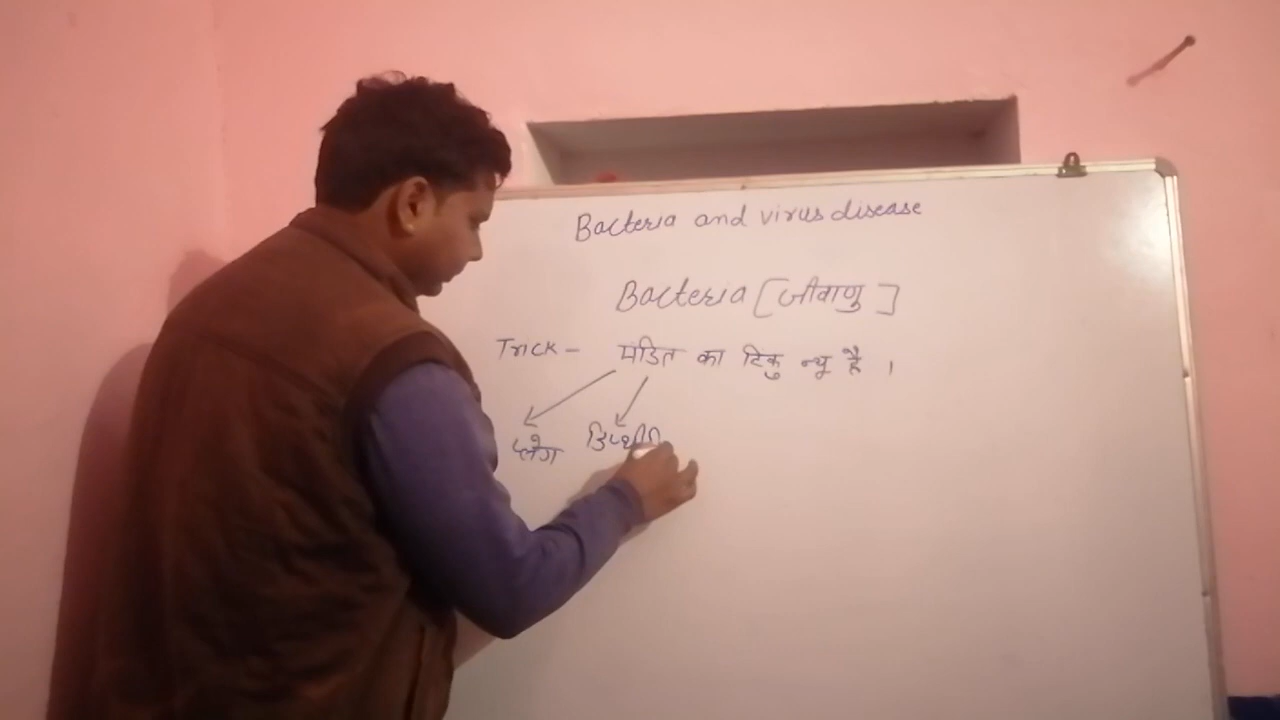 Bacteria and virus disease
Bacteria [जीवाणु]
Trick - पंडित का टिकु न्यू है ।
प्लेग डिप्थीरि